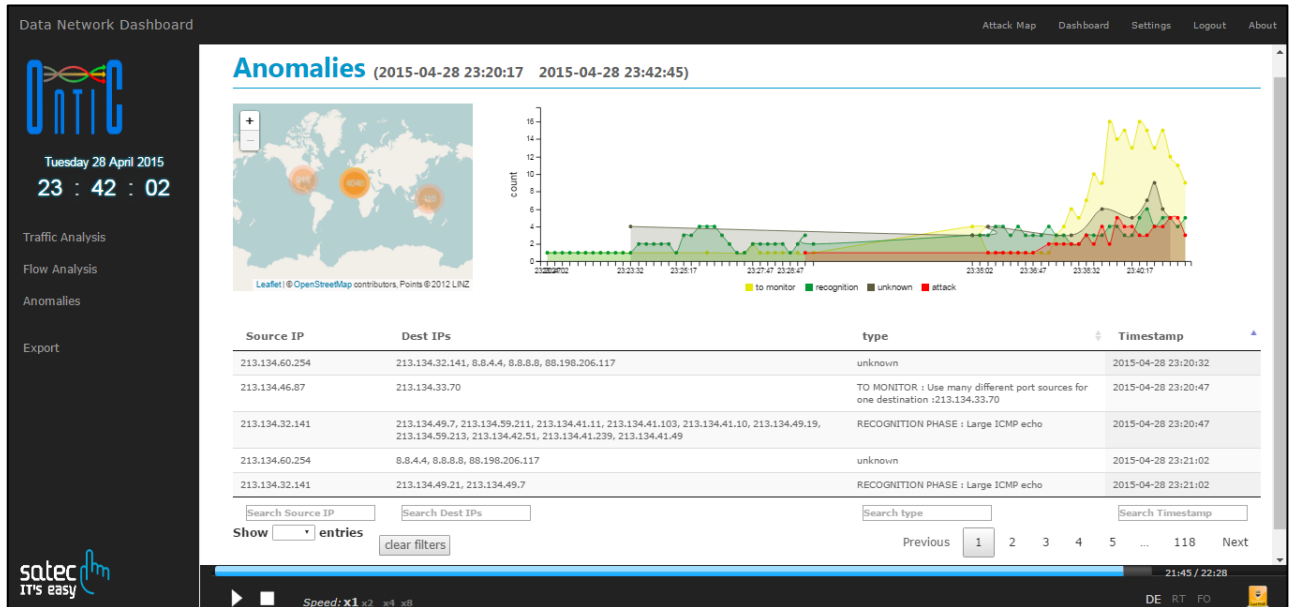 Data Network Dashboard
Attack Map Dashboard Settings Logout About
ONTIC
Tuesday 28 April 2015
23 : 42 : 02
Traffic Analysis
Flow Analysis
Anomalies
Export
satec
IT'S easy
Anomalies (2015-04-28 23:20:17 2015-04-28 23:42:45)
+
−
Leaflet | © OpenStreetMap contributors, Points © 2012 LINZ
count
16
14
12
10
8
6
4
2
0
23:23:32 23:25:17 23:27:47 23:28:47 23:36:47 23:38:32 23:40:17
to monitor recognition unknown attack
Source IP Dest IPs type Timestamp
213.134.60.254 213.134.32.141, 8.8.4.4, 8.8.8.8, 88.198.206.117 unknown 2015-04-28 23:20:32
213.134.46.87 213.134.33.70 TO MONITOR : Use many different port sources for 2015-04-28 23:20:47
one destination :213.134.33.70
213.134.32.141 213.134.49.7, 213.134.59.211, 213.134.41.11, 213.134.41.103, 213.134.41.10, 213.134.49.19, RECOGNITION PHASE : Large ICMP echo 2015-04-28 23:20:47
213.134.59.213, 213.134.42.51, 213.134.41.239, 213.134.41.49
213.134.60.254 8.8.4.4, 8.8.8.8, 88.198.206.117 unknown 2015-04-28 23:21:02
213.134.32.141 213.134.49.21, 213.134.49.7 RECOGNITION PHASE : Large ICMP echo 2015-04-28 23:21:02
Search Source IP Search Dest IPs Search type Search Timestamp
Show entries
clear filters
Previous 1 2 3 4 5 ... 118 Next
21:45 / 22:28
Speed: x1 x2 x4 x8
DE RT FO